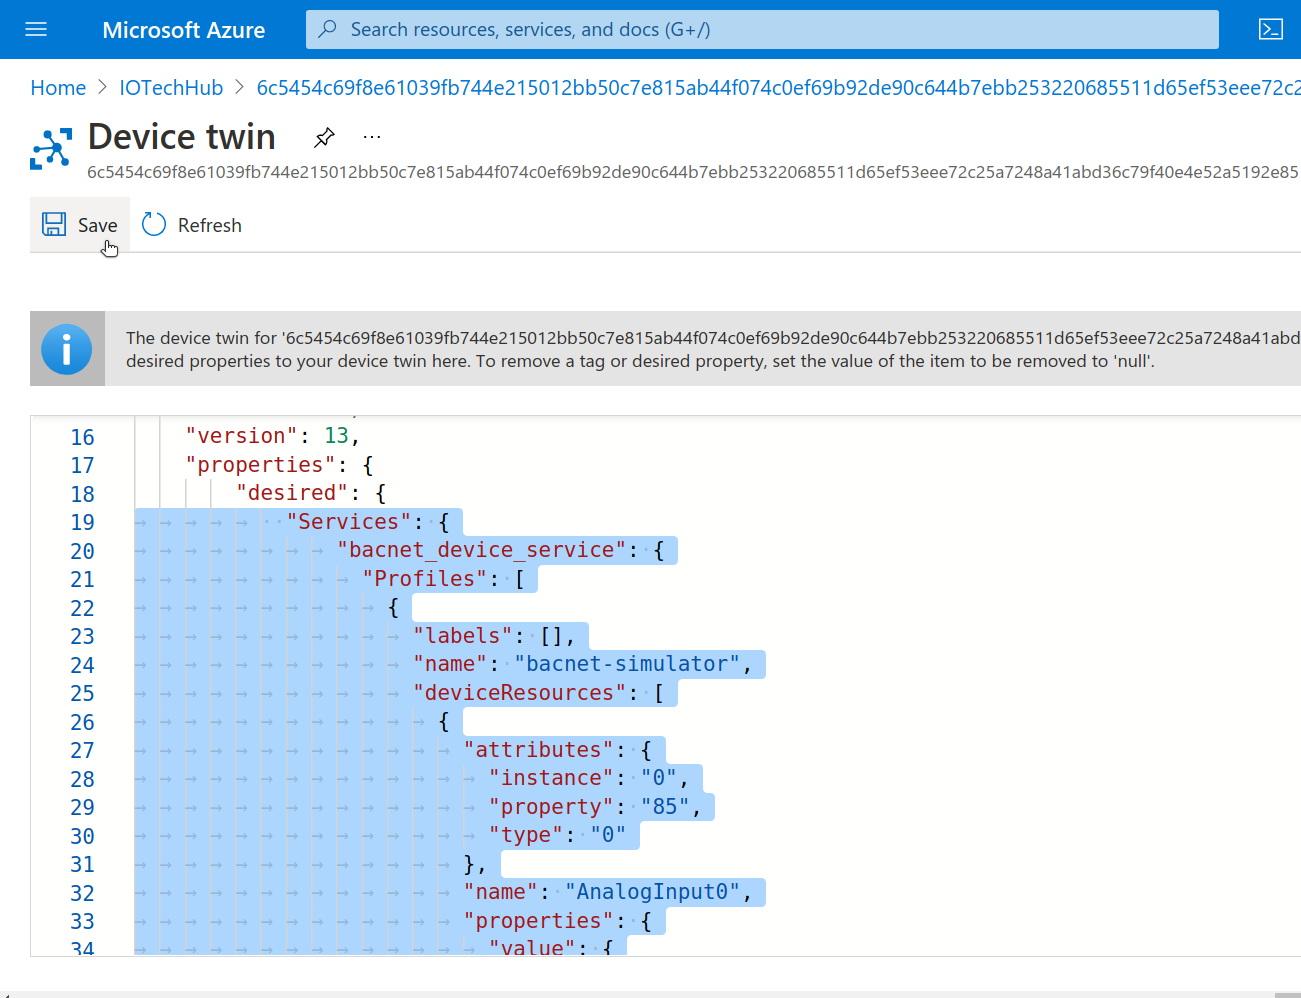 Microsoft Azure
Search resources, services, and docs (G+/)
Home > IOTechHub > 6c5454c69f8e61039fb744e215012bb50c7e815ab44f074c0ef69b92de90c644b7ebb253220685511d65ef53eee72c2
Device twin ...
6c5454c69f8e61039fb744e215012bb50c7e815ab44f074c0ef69b92de90c644b7ebb253220685511d65ef53eee72c25a7248a41abd36c79f40e4e52a5192e85
Save Refresh
The device twin for '6c5454c69f8e61039fb744e215012bb50c7e815ab44f074c0ef69b92de90c644b7ebb253220685511d65ef53eee72c25a7248a41abd
desired properties to your device twin here. To remove a tag or desired property, set the value of the item to be removed to 'null'.
16 "version": 13,
17 "properties": {
18 "desired": {
19 "Services": {
20 "bacnet_device_service": {
21 "Profiles": [
22 {
23 "labels": [],
24 "name": "bacnet-simulator",
25 "deviceResources": [
26 {
27 "attributes": {
28 "instance": "0",
29 "property": "85",
30 "type": "0"
31 },
32 "name": "AnalogInput0",
33 "properties": {
34 "value": {